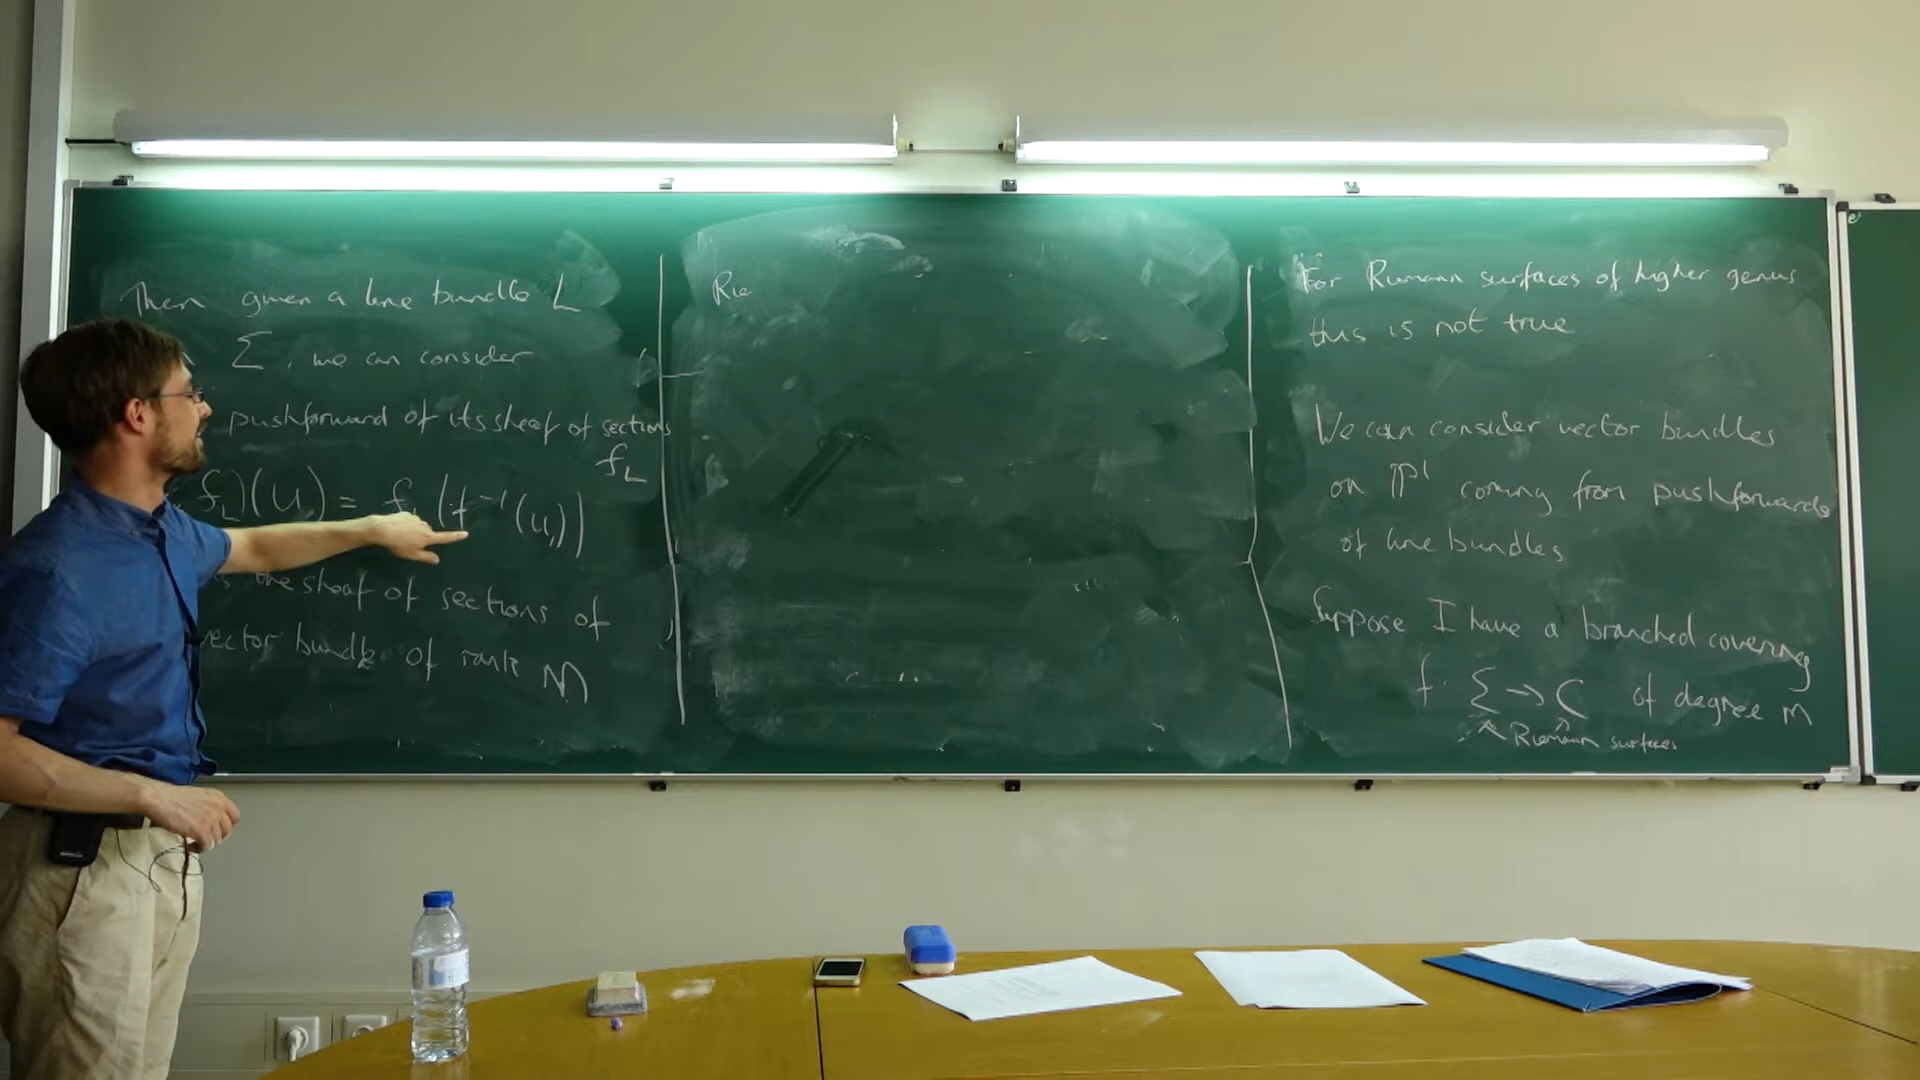 Then given a line bundle L
Σ, we can consider
pushforward of its sheaf of sections
f_L
f_L)(U) = f_L(f⁻¹(U))
is the sheaf of sections of
vector bundle of rank M
Rie
For Riemann surfaces of higher genus
this is not true
We can consider vector bundles
on ℙ¹ coming from pushforwards
of line bundles
Suppose I have a branched covering
f: Σ → C of degree M
Riemann surfaces